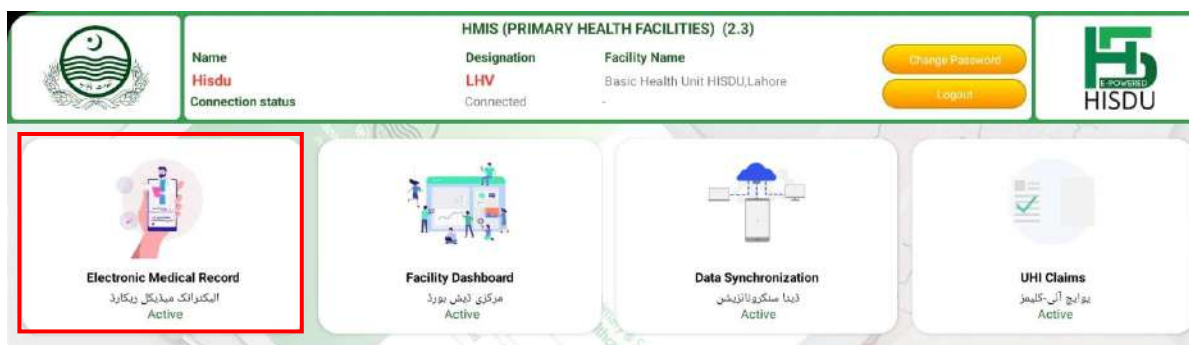 HMIS (PRIMARY HEALTH FACILITIES) (2.3)
Name
Designation
Facility Name
Hisdu
LHV
Basic Health Unit HISDU,Lahore
Connection status
Connected
-
Change Password
Logout
E-POWERED
HISDU
Electronic Medical Record
الیکٹرانک میڈیکل ریکارڈ
Active
Facility Dashboard
مرکزی ڈیش بورڈ
Active
Data Synchronization
ڈیٹا سنکرونائزیشن
Active
UHI Claims
یو ایچ آئی-کلیمز
Active